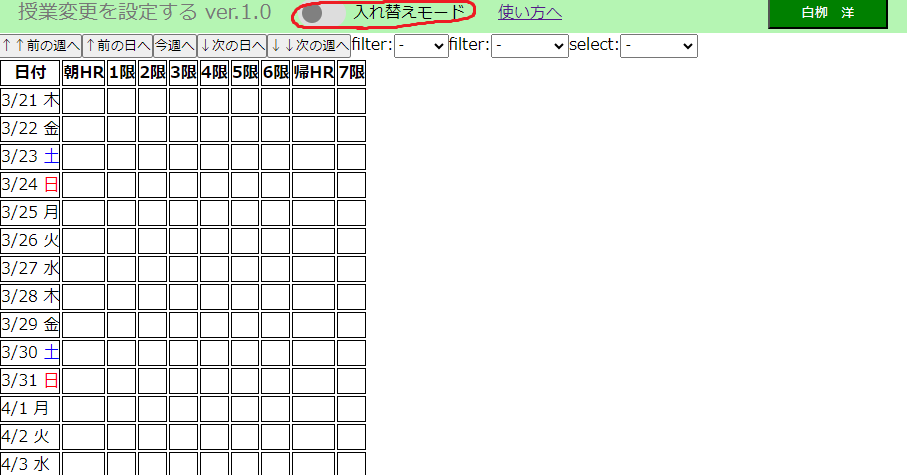 授業変更を設定する ver.1.0 入れ替えモード 使い方へ 白栁 洋
↑↑前の週へ ↑前の日へ 今週へ ↓次の日へ ↓↓次の週へ filter: - filter: - select: -
日付 朝HR 1限 2限 3限 4限 5限 6限 帰HR 7限
3/21 木
3/22 金
3/23 土
3/24 日
3/25 月
3/26 火
3/27 水
3/28 木
3/29 金
3/30 土
3/31 日
4/1 月
4/2 火
4/3 水